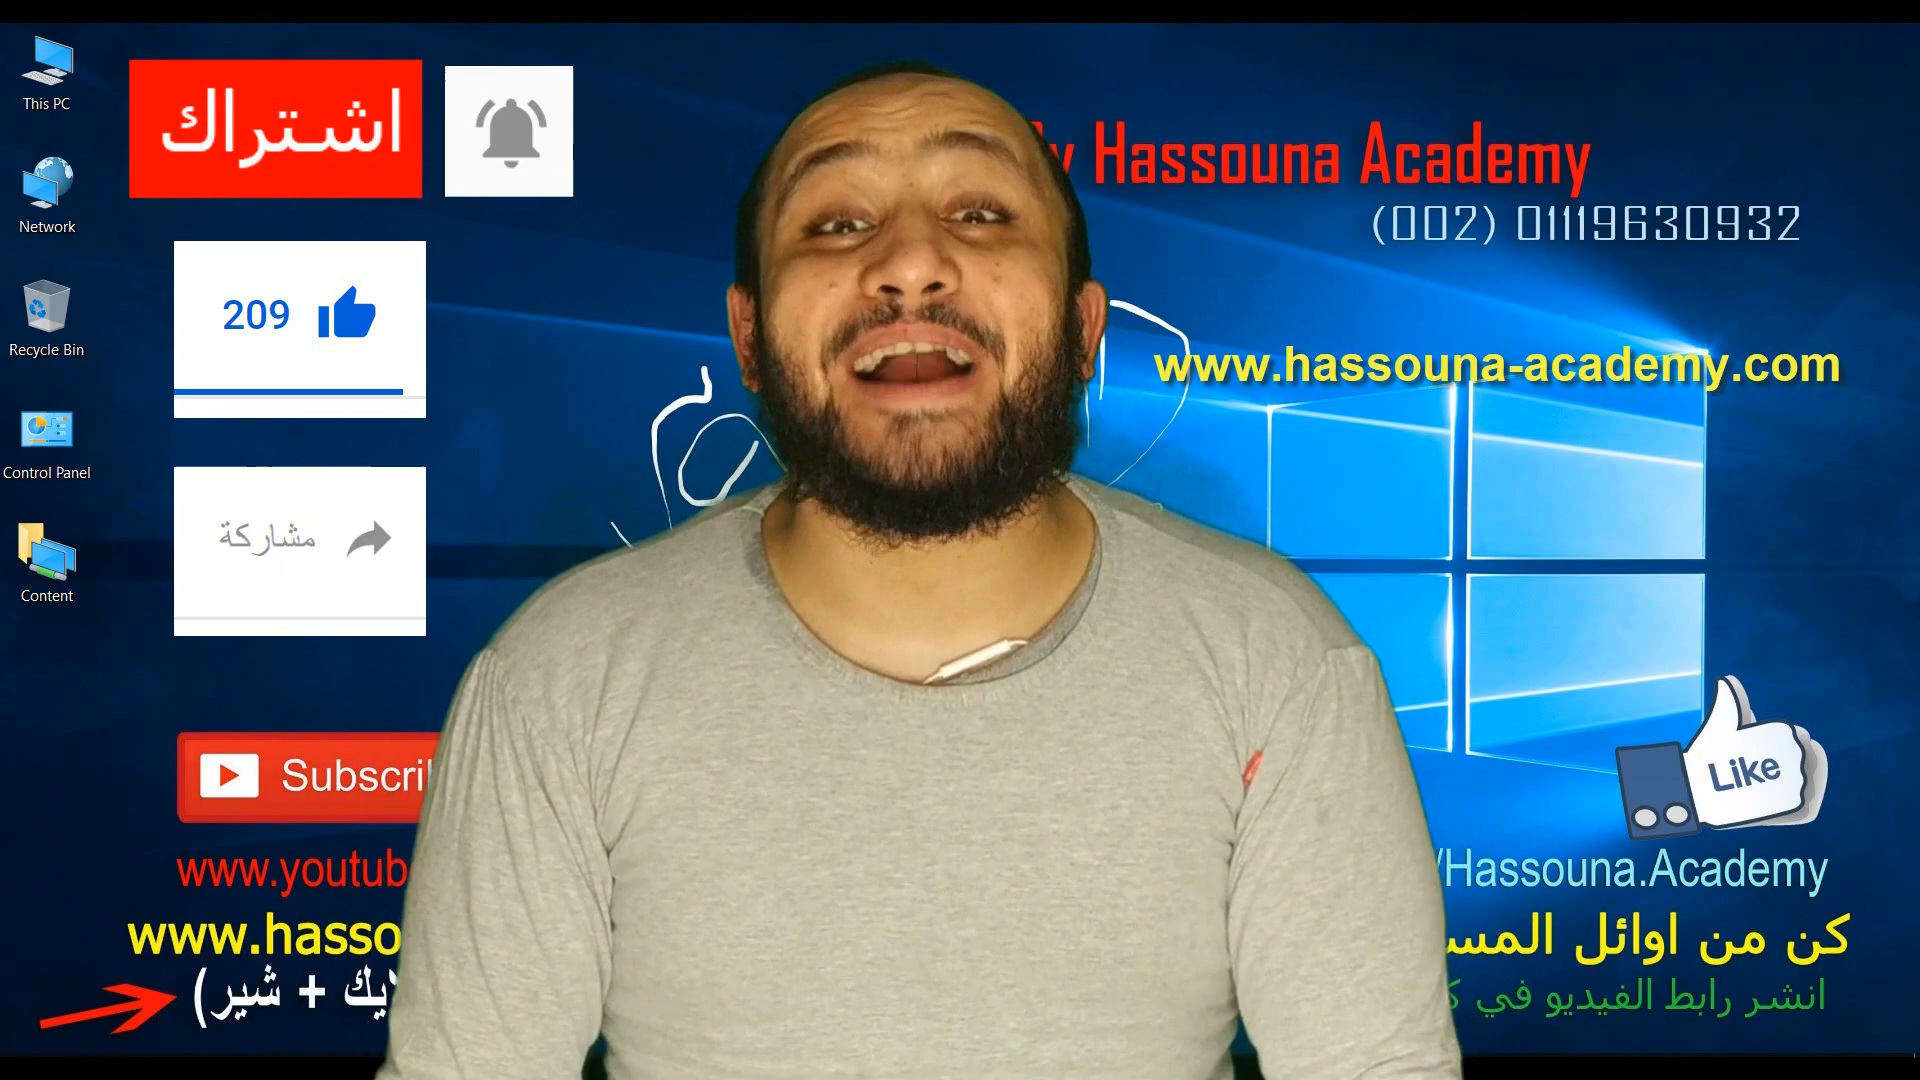 This PC
Network
Recycle Bin
Control Panel
Content
اشتراك
209
مشاركة
Hassouna Academy
(002) 01119630932
www.hassouna-academy.com
Like
Subscri
www.youtub
/Hassouna.Academy
www.hasso
كن من اوائل المس
لايك + شير)
انشر رابط الفيديو في